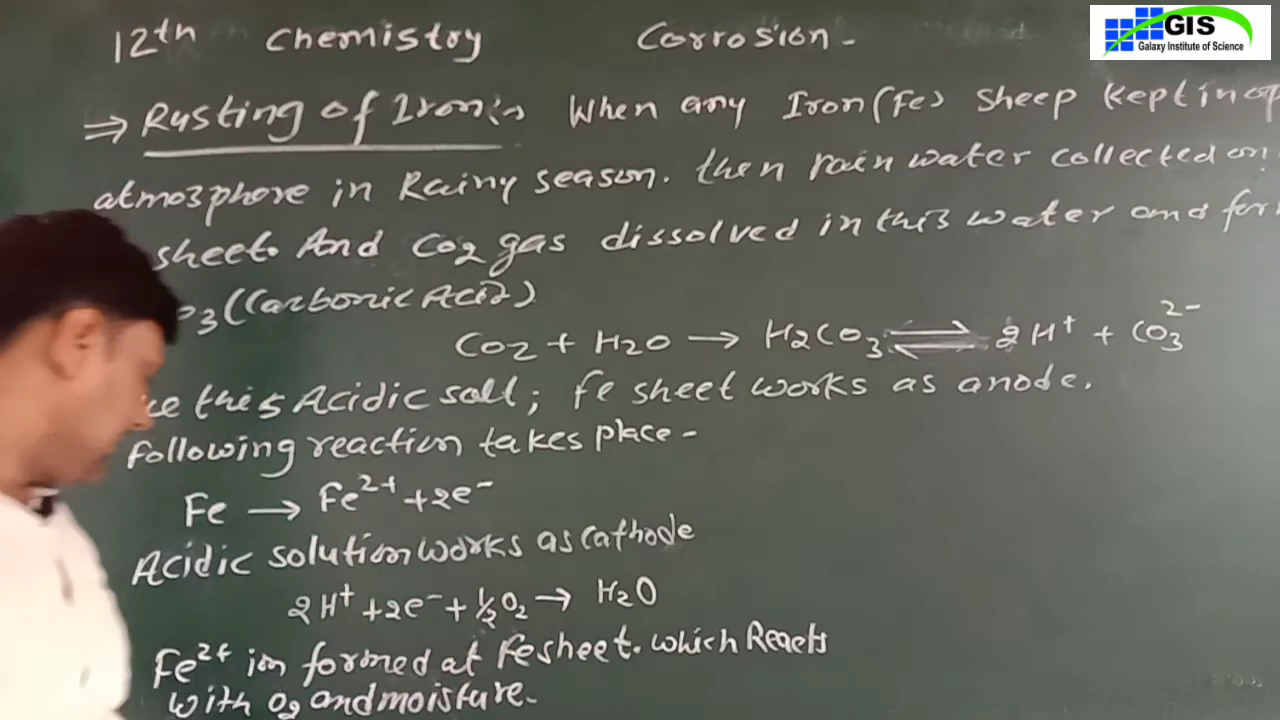 GIS
Galaxy Institute of Science
12th Chemistry Corrosion-
⇒ Rusting of Iron:- When any Iron(Fe) sheep kept in op
atmosphore in Rainy season. then rain water collected on
sheet. And CO2 gas dissolved in this water and for
O3 (Carbonic Acid)
CO2 + H2O → H2CO3 ⇌ 2H+ + CO3 2-
ce this Acidic soll; Fe sheet works as anode.
following reaction takes place-
Fe → Fe2+ + 2e-
Acidic solution works as cathode
2H+ + 2e- + 1/2 O2 → H2O
Fe2+ ion formed at Fe sheet. which Reacts
with O2 and moisture-